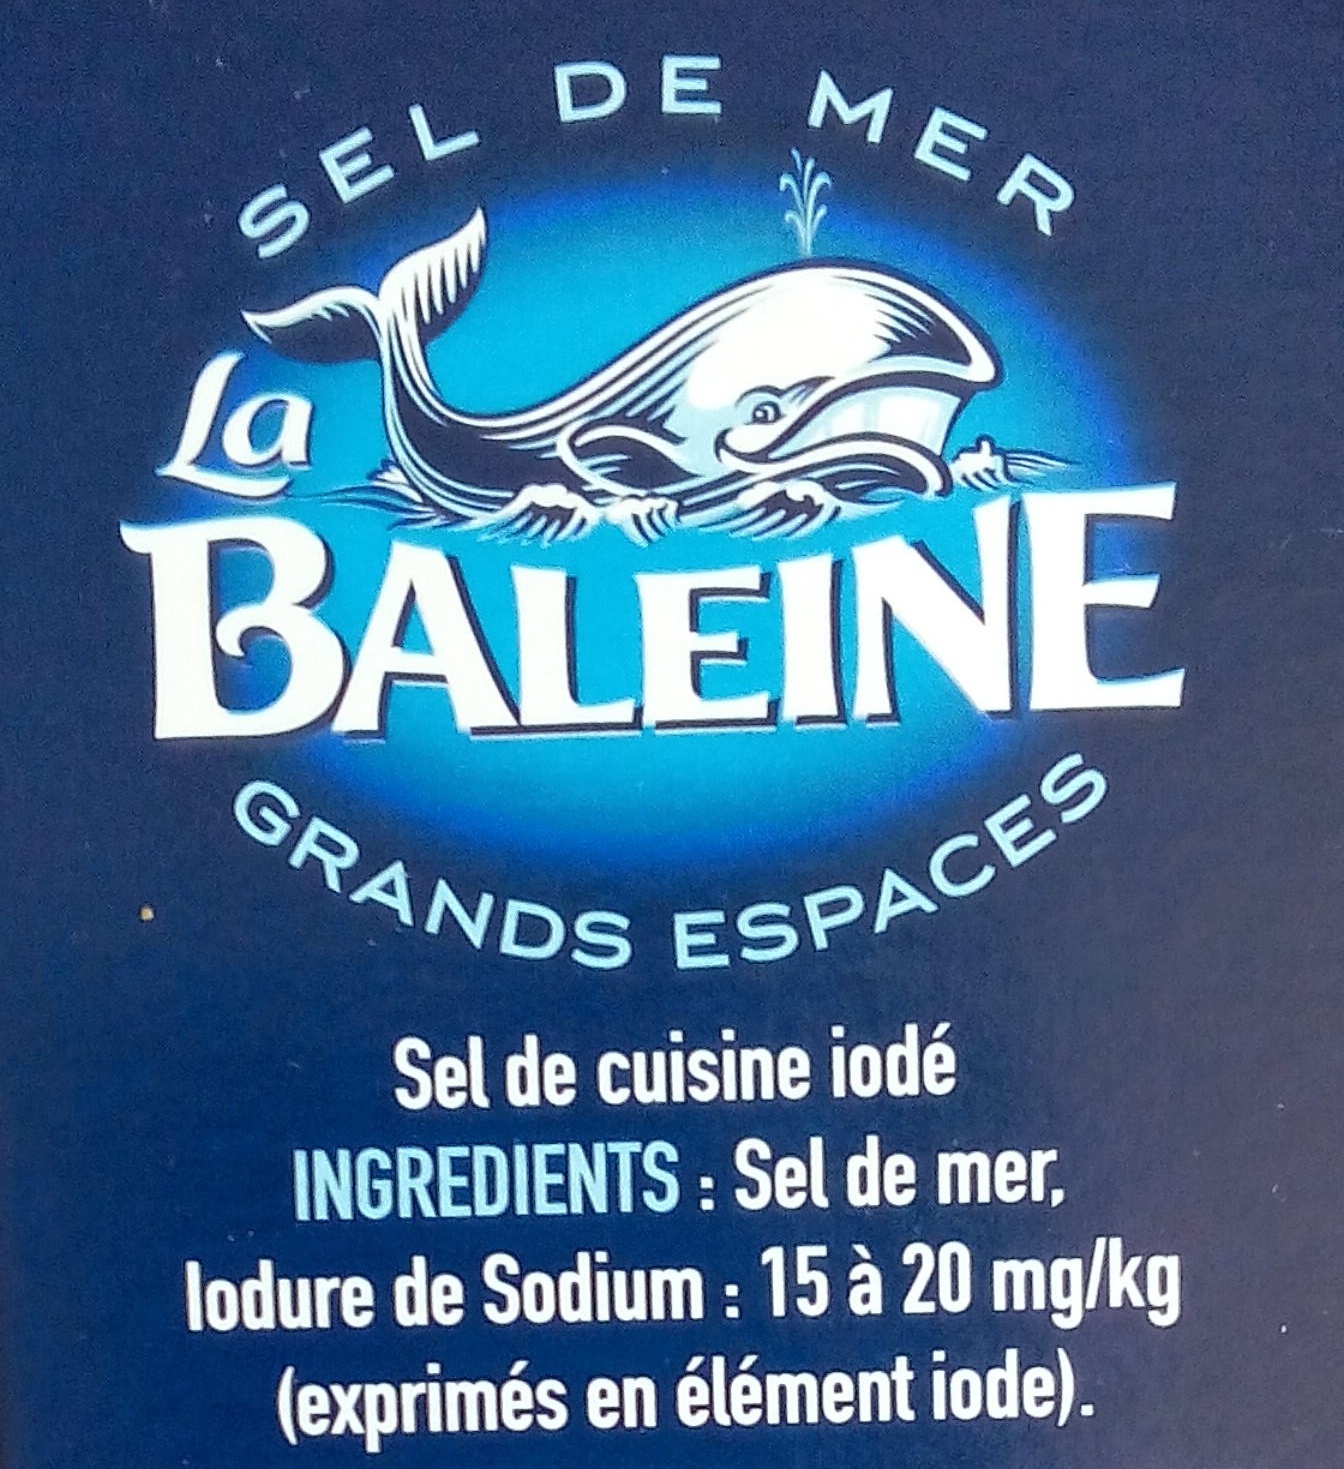 SEL DE MER
La
BALEINE
GRANDS ESPACES
Sel de cuisine iodé
INGREDIENTS : Sel de mer,
Iodure de Sodium : 15 à 20 mg/kg
(exprimés en élément iode).